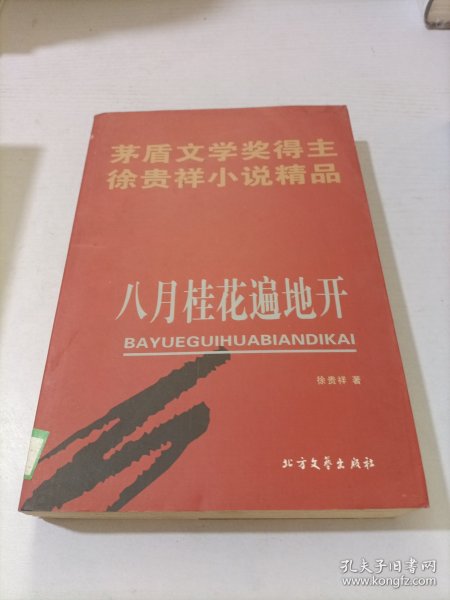 茅盾文学奖得主
徐贵祥小说精品
八月桂花遍地开
BAYUEGUIHUABIANDIKAI
徐贵祥 著
北方文艺出版社
孔夫子旧书网
www.kongfz.com